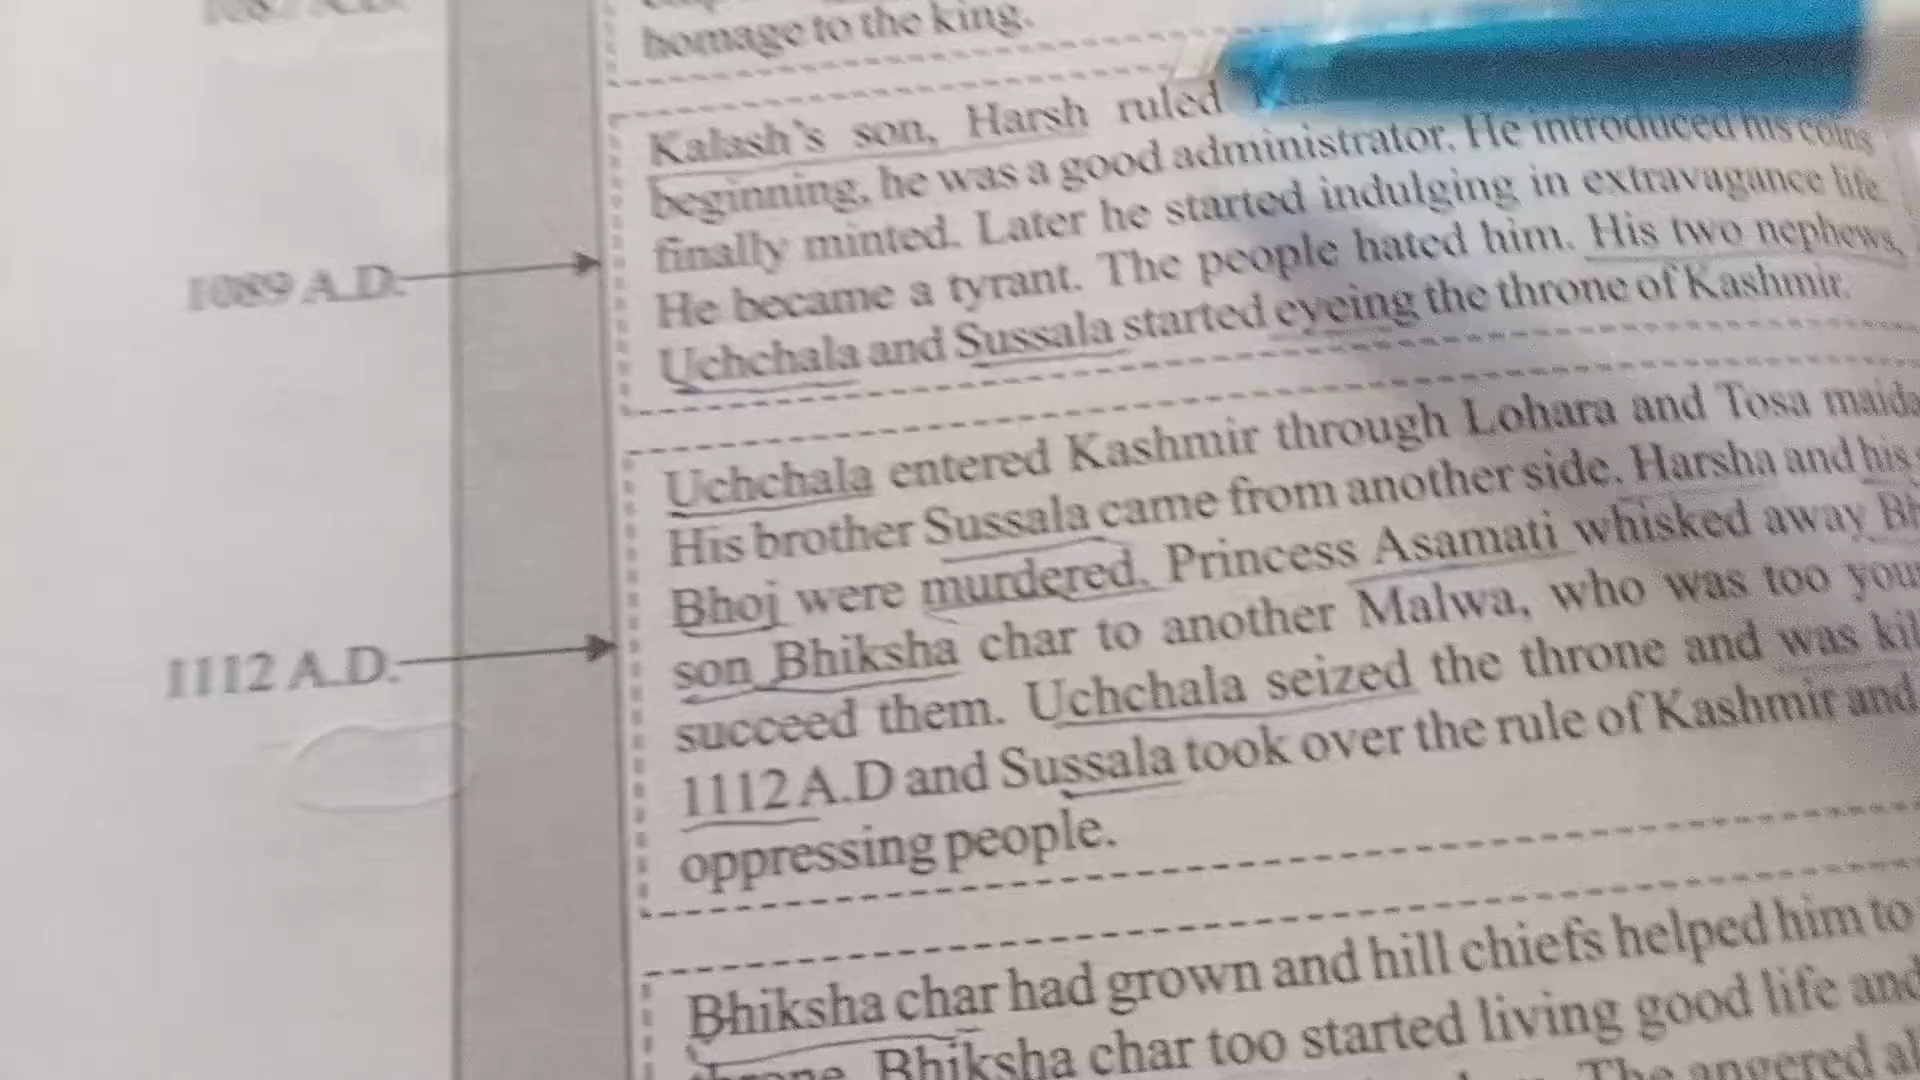 homage to the king.
Kalash's son, Harsh ruled
beginning, he was a good administrator. He introduced his coins
1089 A.D.
finally minted. Later he started indulging in extravagance life
He became a tyrant. The people hated him. His two nephews,
Uchchala and Sussala started eyeing the throne of Kashmir.
Uchchala entered Kashmir through Lohara and Tosa
His brother Sussala came from another side. Harsha and his
Bhoj were murdered. Princess Asamati whisked away
1112 A.D.
son Bhiksha char to another Malwa, who was too
succeed them. Uchchala seized the throne and was
1112 A.D and Sussala took over the rule of Kashmir and
oppressing people.
Bhiksha char had grown and hill chiefs helped him to
throne. Bhiksha char too started living good life and
The angered